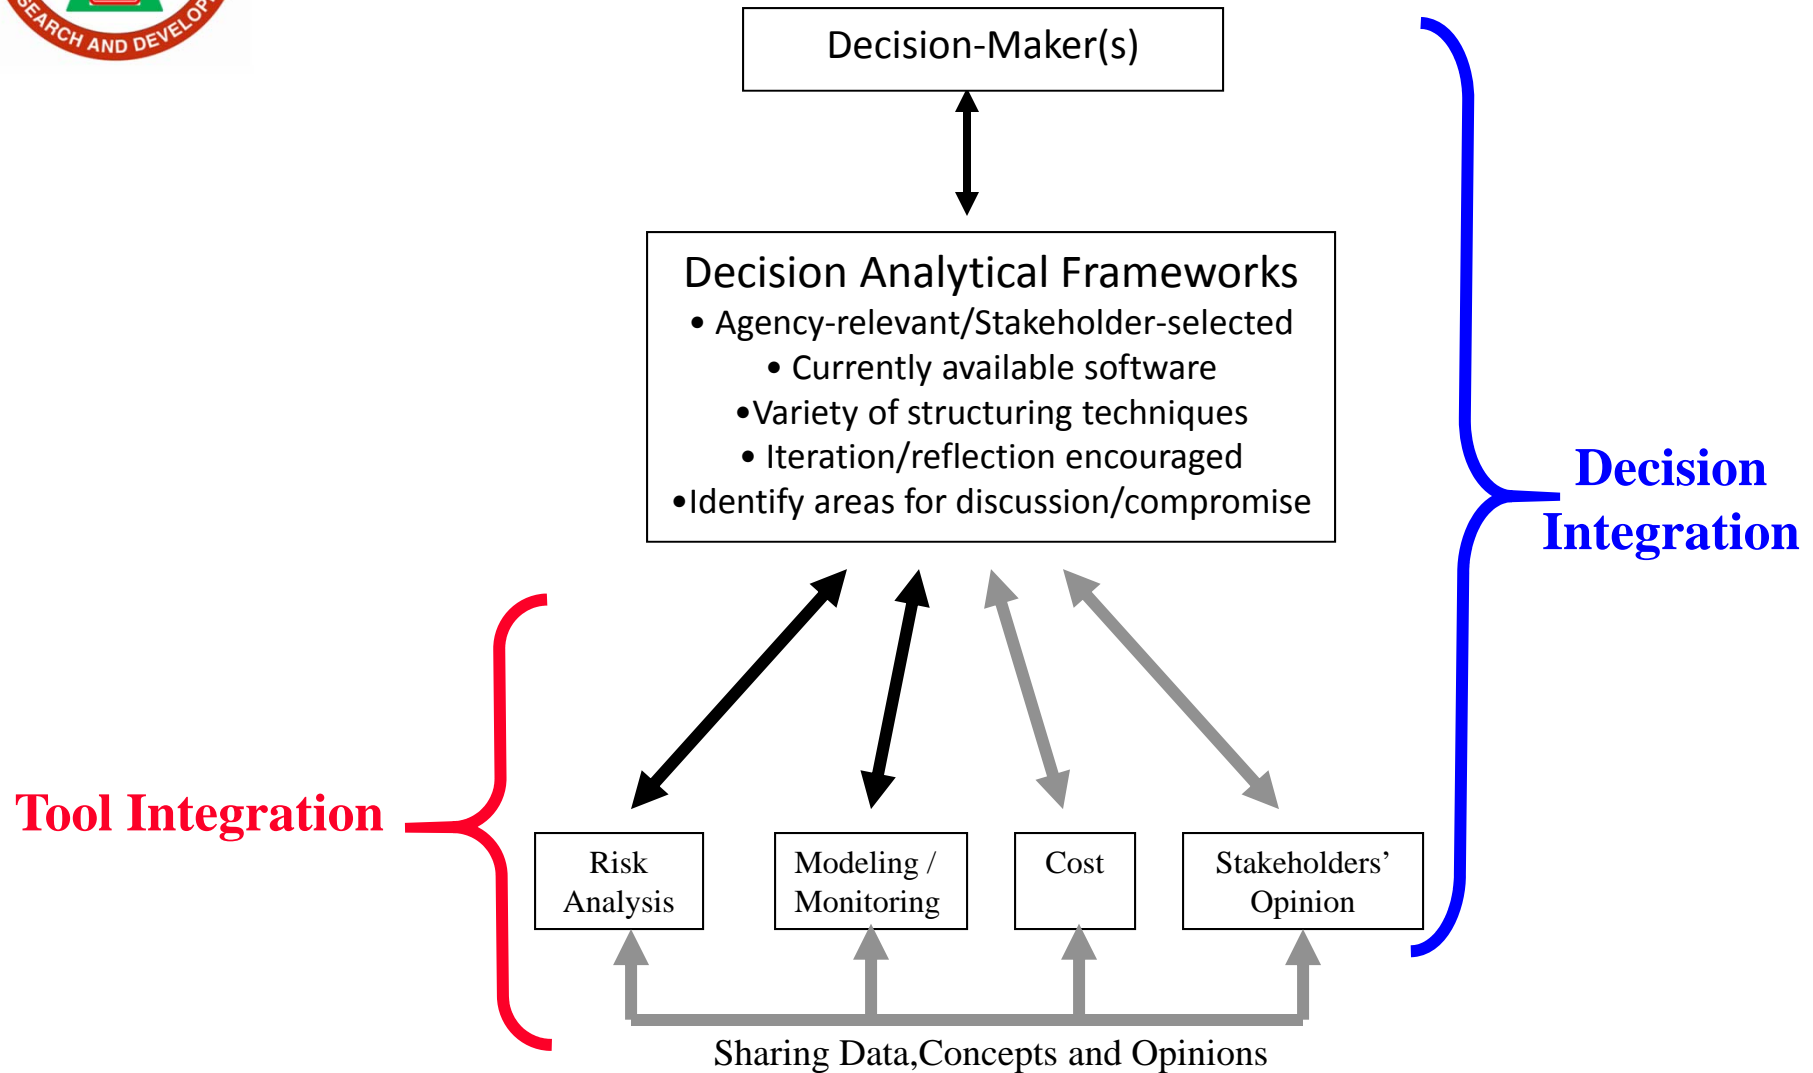 AND DEVELOP
Decision-Maker(s)
Decision Analytical Frameworks
• Agency-relevant/Stakeholder-selected
• Currently available software
•Variety of structuring techniques
• Iteration/reflection encouraged
•Identify areas for discussion/compromise
Decision
Integration
Tool Integration
Risk
Analysis
Modeling /
Monitoring
Cost
Stakeholders’
Opinion
Sharing Data,Concepts and Opinions